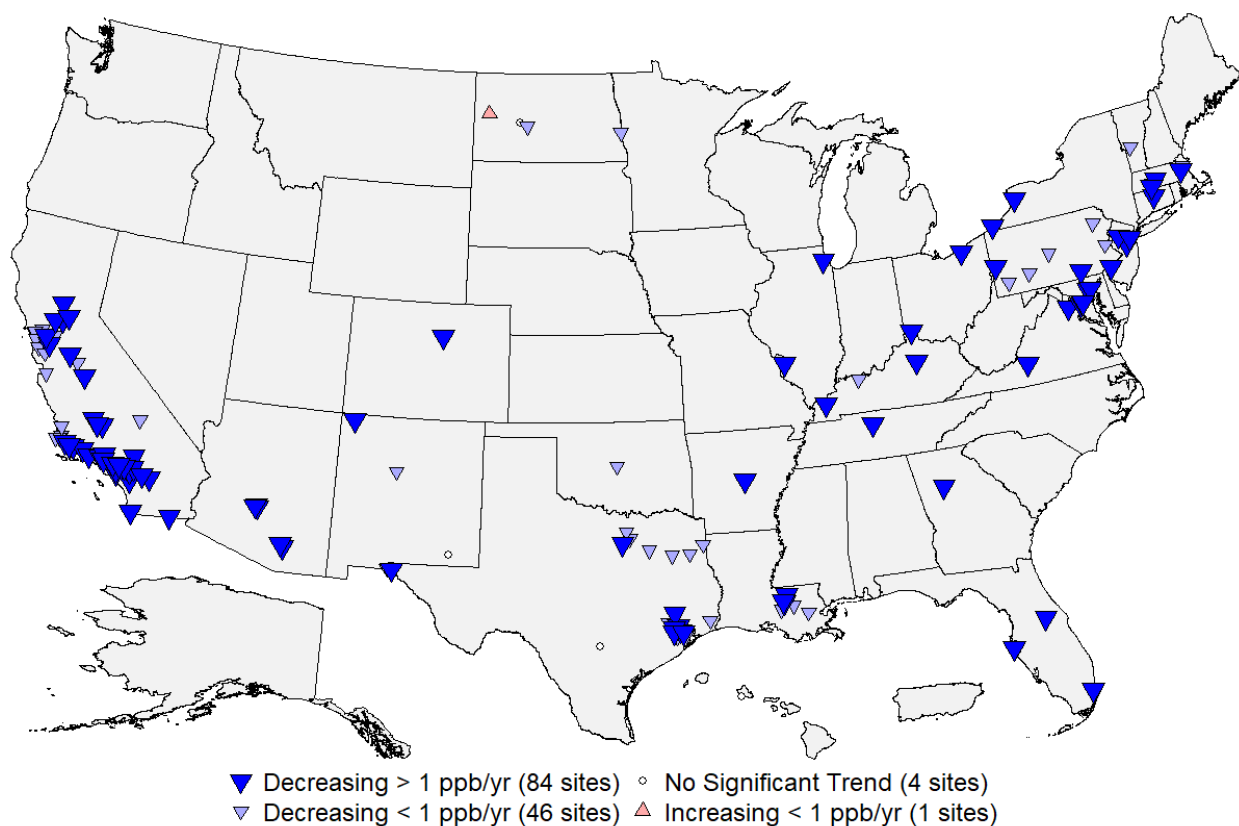 Decreasing > 1 ppb/yr (84 sites)
No Significant Trend (4 sites)
Decreasing < 1 ppb/yr (46 sites)
Increasing < 1 ppb/yr (1 sites)